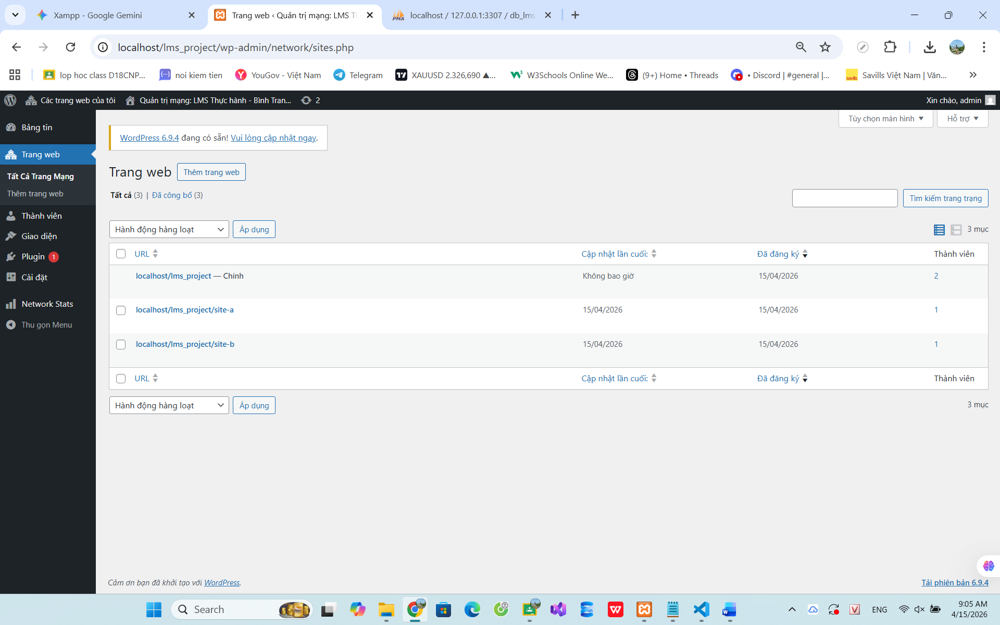 Xampp - Google Gemini
Trang web ‹ Quản trị mạng: LMS T
localhost / 127.0.0.1:3307 / db_lms
localhost/lms_project/wp-admin/network/sites.php
lop hoc class D18CNP...
noi kiem tien
YouGov - Việt Nam
Telegram
XAUUSD 2.326,690 ▲...
W3Schools Online We...
(9+) Home • Threads
• Discord | #general |...
Savills Việt Nam | Văn...
Các trang web của tôi
Quản trị mạng: LMS Thực hành - Bình Tran...
2
Xin chào, admin
Bảng tin
Trang web
Tất Cả Trang Mạng
Thêm trang web
Thành viên
Giao diện
Plugin 1
Cài đặt
Network Stats
Thu gọn Menu
Tùy chọn màn hình
Hỗ trợ
WordPress 6.9.4 đang có sẵn! Vui lòng cập nhật ngay.
Trang web
Thêm trang web
Tất cả (3) | Đã công bố (3)
Tìm kiếm trang trạng
Hành động hàng loạt
Áp dụng
3 mục
URL
Cập nhật lần cuối:
Đã đăng ký
Thành viên
localhost/lms_project — Chính
Không bao giờ
15/04/2026
2
localhost/lms_project/site-a
15/04/2026
15/04/2026
1
localhost/lms_project/site-b
15/04/2026
15/04/2026
1
URL
Cập nhật lần cuối:
Đã đăng ký
Thành viên
Hành động hàng loạt
Áp dụng
3 mục
Cảm ơn bạn đã khởi tạo với WordPress.
Tải phiên bản 6.9.4
Search
ENG
9:05 AM
4/15/2026